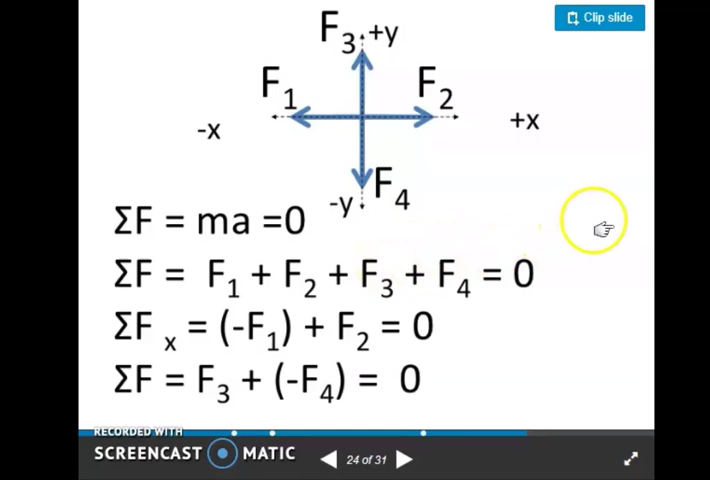 Clip slide
F3 +y
F1
F2
-x
+x
F4
-y
ΣF = ma =0
ΣF = F1 + F2 + F3 + F4 = 0
ΣF x = (-F1) + F2 = 0
ΣF = F3 + (-F4) = 0
RECORDED WITH
SCREENCAST MATIC
24 of 31